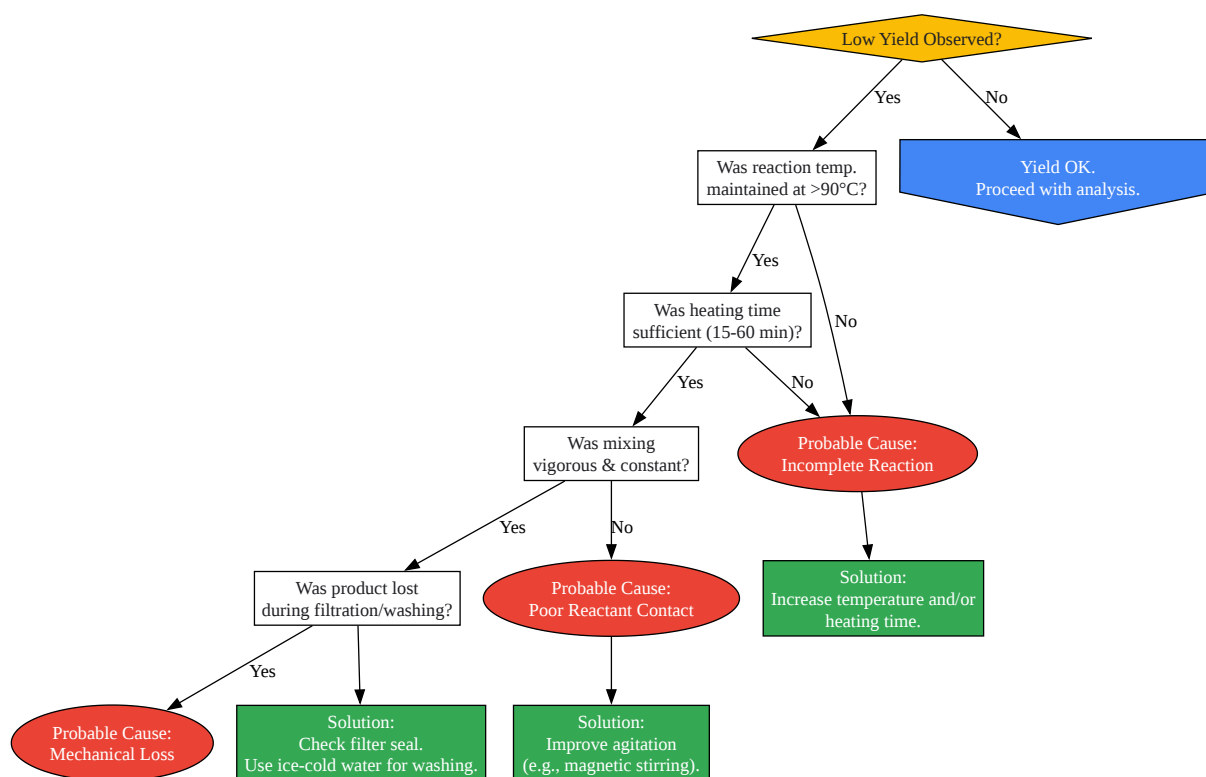 Low Yield Observed?
Yes
No
Was reaction temp.
maintained at >90°C?
Yield OK.
Proceed with analysis.
Yes
No
Was heating time
sufficient (15-60 min)?
Yes
No
Was mixing
vigorous & constant?
Probable Cause:
Incomplete Reaction
Yes
No
Was product lost
during filtration/washing?
Probable Cause:
Poor Reactant Contact
Solution:
Increase temperature and/or
heating time.
Yes
Probable Cause:
Mechanical Loss
Solution:
Check filter seal.
Use ice-cold water for washing.
Solution:
Improve agitation
(e.g., magnetic stirring).